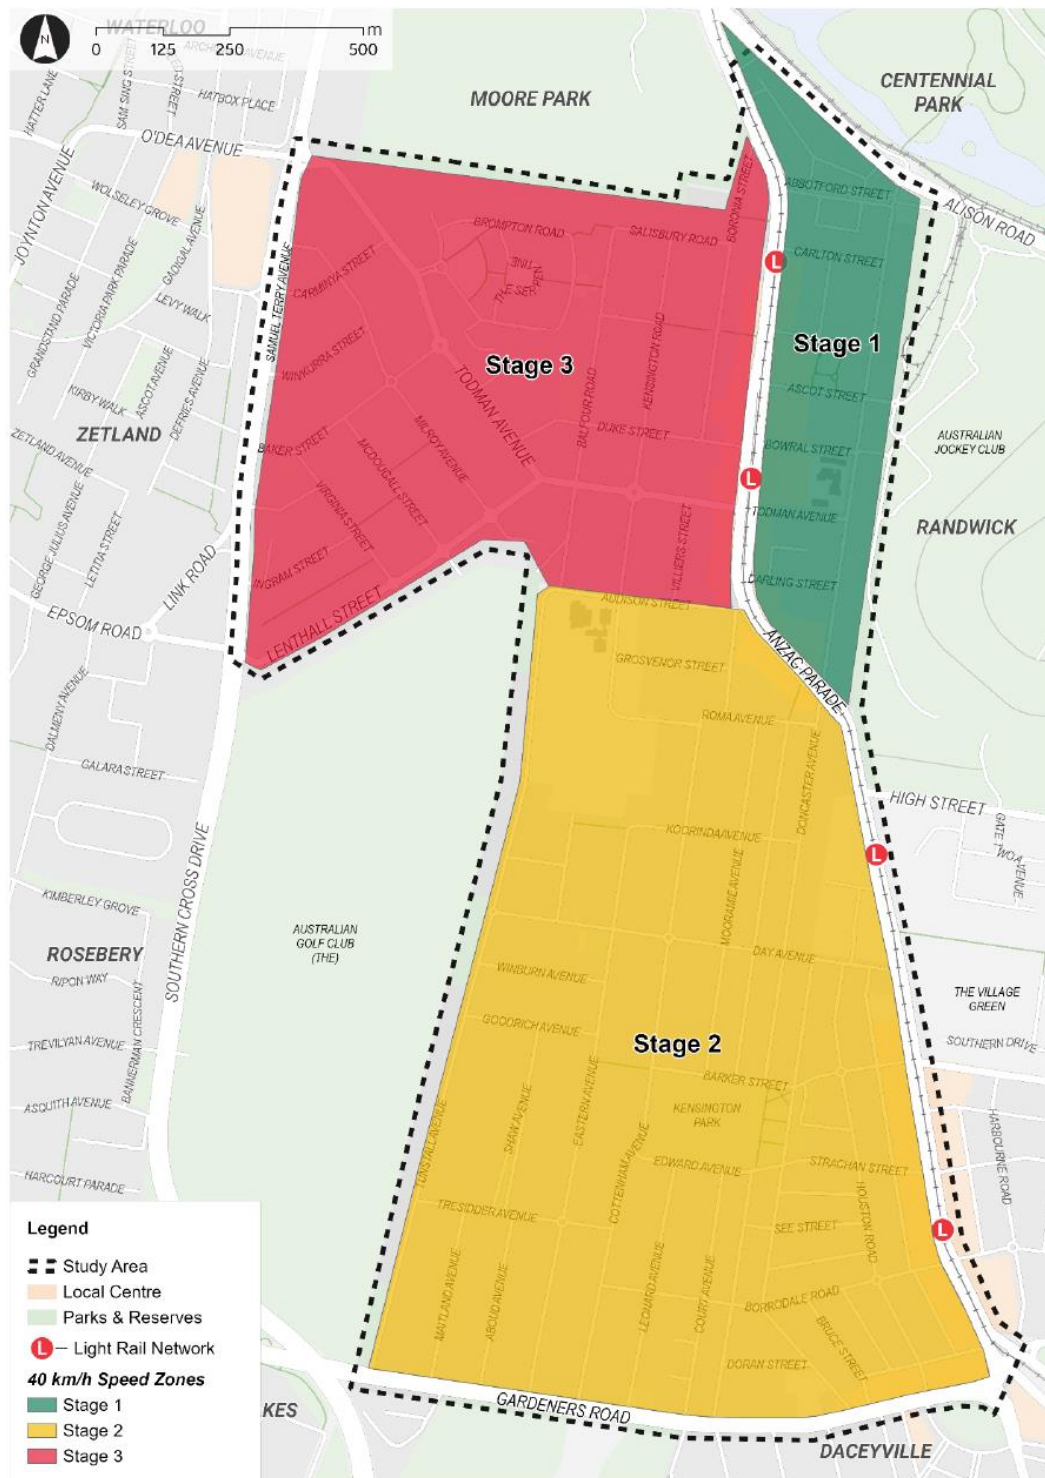 WATERLOO
N
0 125 250 500
m
ARCH AVENUE
HATTER LANE
SAM SING STREET
HATBOX PLACE
O'DEA AVENUE
JOYNTON AVENUE
WOLSELEY GROVE
GADIGAL AVENUE
VICTORIA PARK PARADE
GRANDSTAND PARADE
LEVY WALK
ASCOT AVENUE
KIRBY WALK
DEFRIES AVENUE
ZETLAND
ZETLAND AVENUE
GEORGE JULIUS AVENUE
LETITIA STREET
LINK ROAD
EPSOM ROAD
DALMENY AVENUE
GALARA STREET
KIMBERLEY GROVE
ROSEBERY
RIPON WAY
BANNERMAN CRESCENT
TREVILYAN AVENUE
ASQUITH AVENUE
HARCOURT PARADE
SOUTHERN CROSS DRIVE
MOORE PARK
CENTENNIAL
PARK
ALISON ROAD
SAMUEL TERRY AVENUE
CARMINYA STREET
BROMPTON ROAD
SALISBURY ROAD
BORONIA STREET
THE SERPENTINE
WINKURRA STREET
Stage 3
TODMAN AVENUE
BALFOUR ROAD
KENSINGTON ROAD
DUKE STREET
BAKER STREET
MCDOUGALL STREET
MILROY AVENUE
VIRGINIA STREET
INGRAM STREET
LENTHALL STREET
VILLIERS STREET
ABBOTFORD STREET
CARLTON STREET
L
Stage 1
ASCOT STREET
BOWRAL STREET
L
TODMAN AVENUE
DARLING STREET
AUSTRALIAN
JOCKEY CLUB
RANDWICK
ADDISON STREET
ANZAC PARADE
GROSVENOR STREET
ROMA AVENUE
DONCASTER AVENUE
HIGH STREET
GATE
TWO AVENUE
KOORINDA AVENUE
L
MOORAMIE AVENUE
DAY AVENUE
AUSTRALIAN
GOLF CLUB
(THE)
WINBURN AVENUE
GOODRICH AVENUE
Stage 2
THE VILLAGE
GREEN
SOUTHERN DRIVE
BARKER STREET
KENSINGTON
PARK
TUNSTALL AVENUE
SHAW AVENUE
EASTERN AVENUE
COTTENHAM AVENUE
EDWARD AVENUE
STRACHAN STREET
HARBOURNE ROAD
TRESIDDER AVENUE
SEE STREET
HOUSTON ROAD
L
MAITLAND AVENUE
ABOUD AVENUE
LEONARD AVENUE
COURT AVENUE
BORRODALE ROAD
BRUCE STREET
DORAN STREET
GARDENERS ROAD
DACEYVILLE
KES
Legend
Study Area
Local Centre
Parks & Reserves
L – Light Rail Network
40 km/h Speed Zones
Stage 1
Stage 2
Stage 3